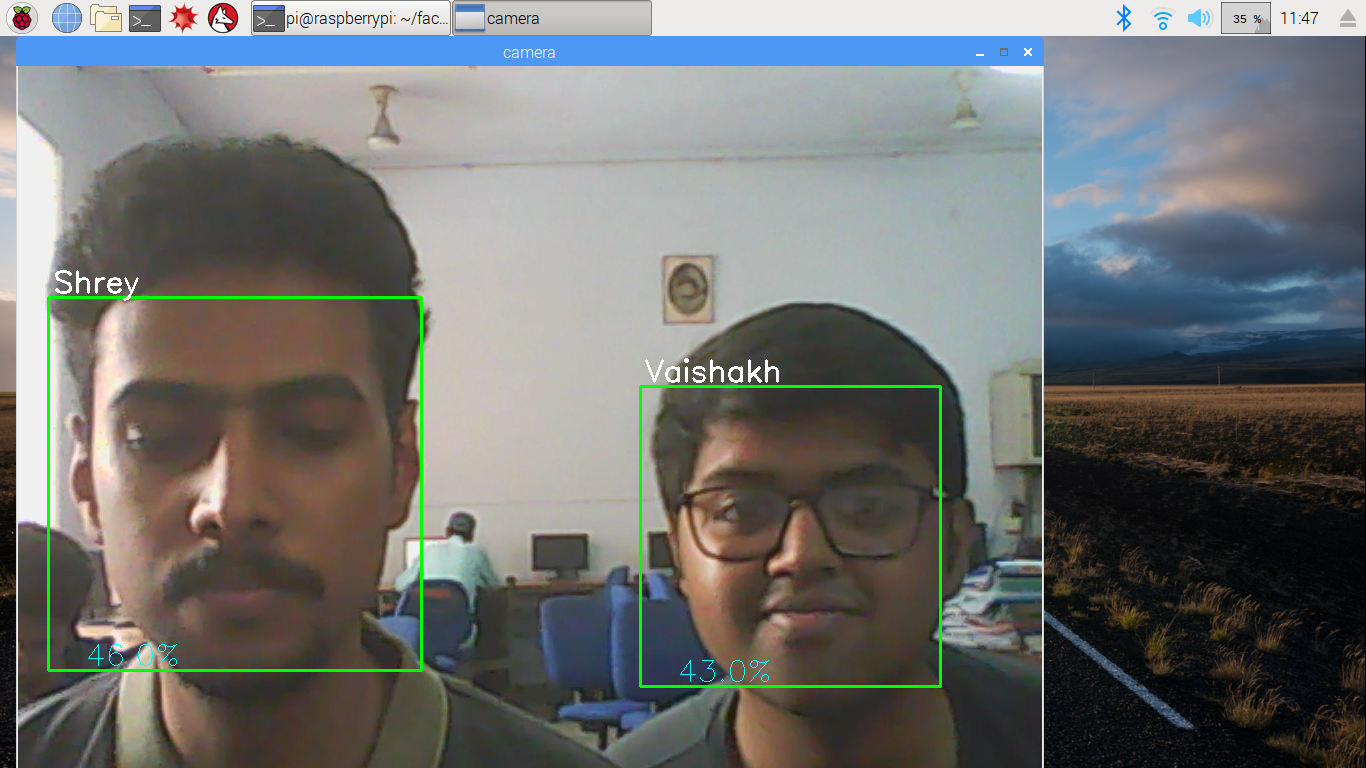 pi@raspberrypi: ~/fac...
camera
35 %
11:47
camera
Shrey
Vaishakh
46.0%
43.0%